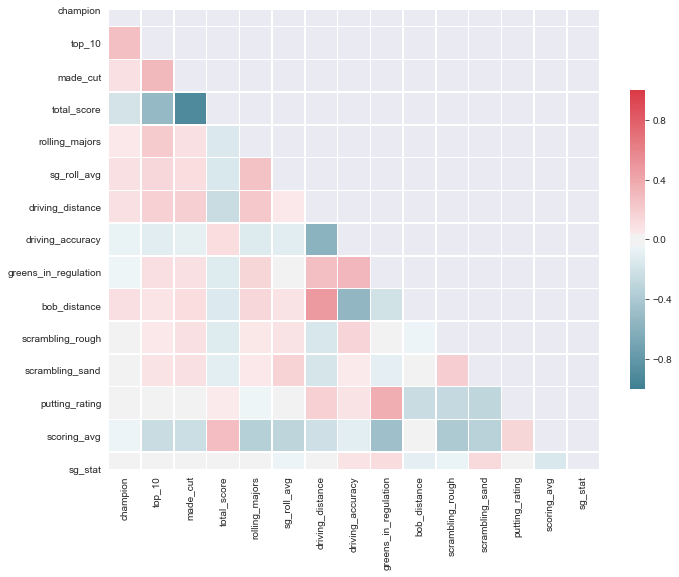 champion
top_10
made_cut
total_score
rolling_majors
sg_roll_avg
driving_distance
driving_accuracy
greens_in_regulation
bob_distance
scrambling_rough
scrambling_sand
putting_rating
scoring_avg
sg_stat
champion
top_10
made_cut
total_score
rolling_majors
sg_roll_avg
driving_distance
driving_accuracy
greens_in_regulation
bob_distance
scrambling_rough
scrambling_sand
putting_rating
scoring_avg
sg_stat
0.8
0.4
0.0
−0.4
−0.8